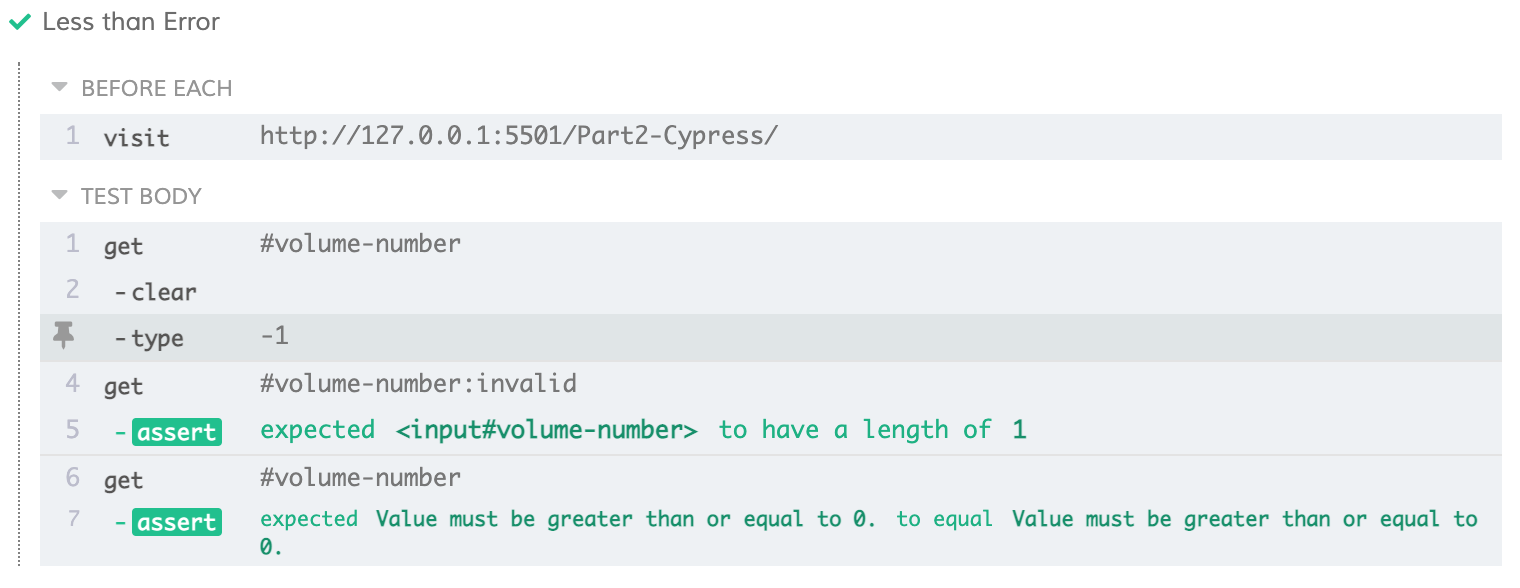 Less than Error
BEFORE EACH
1 visit http://127.0.0.1:5501/Part2-Cypress/
TEST BODY
1 get #volume-number
2 -clear
-type -1
4 get #volume-number:invalid
5 -assert expected <input#volume-number> to have a length of 1
6 get #volume-number
7 -assert expected Value must be greater than or equal to 0. to equal Value must be greater than or equal to
0.